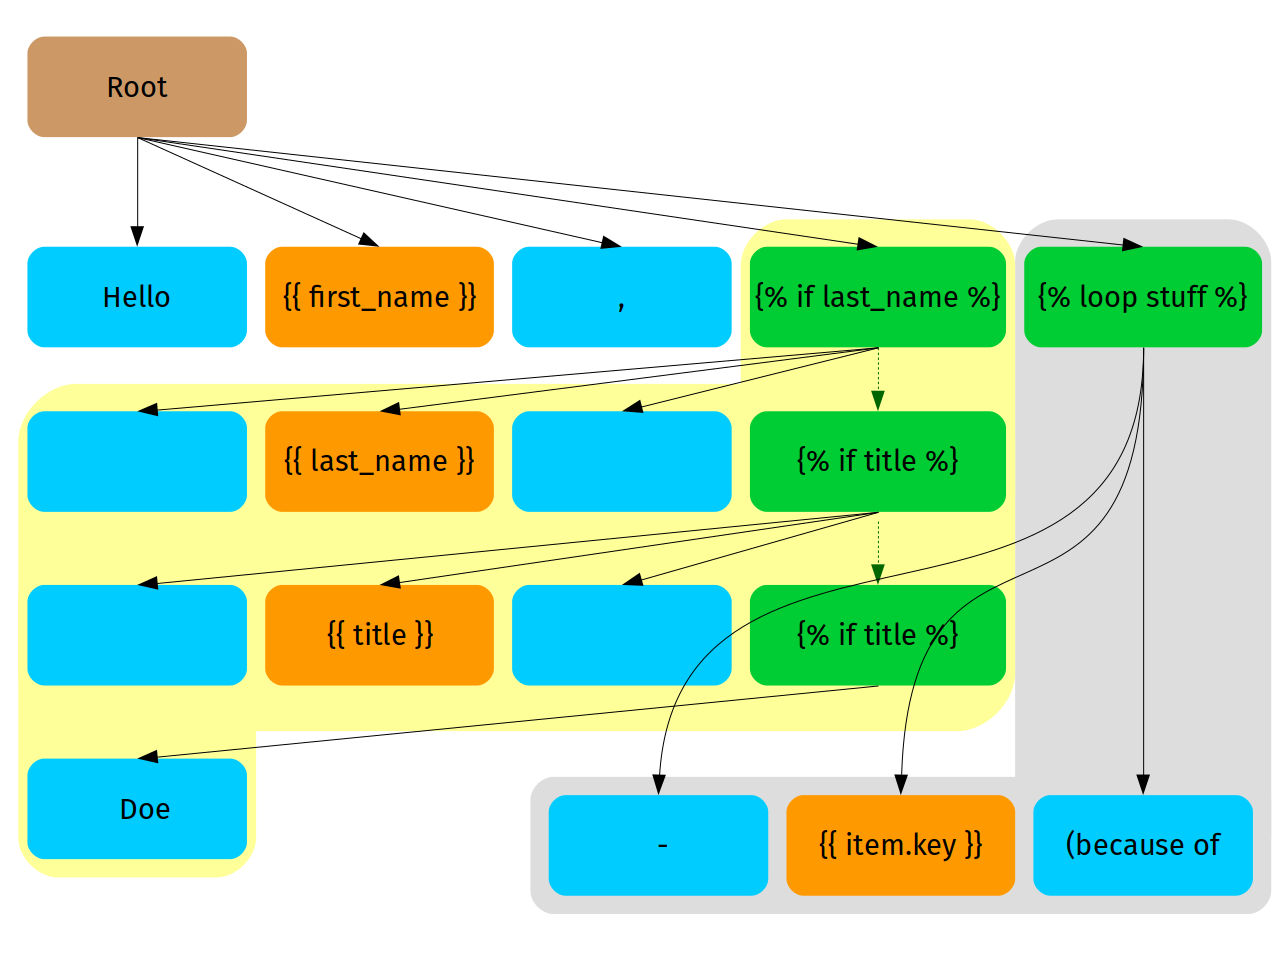 Root
Hello
{{ first_name }}
,
{% if last_name %}
{% loop stuff %}
{{ last_name }}
{% if title %}
{{ title }}
{% if title %}
Doe
-
{{ item.key }}
(because of